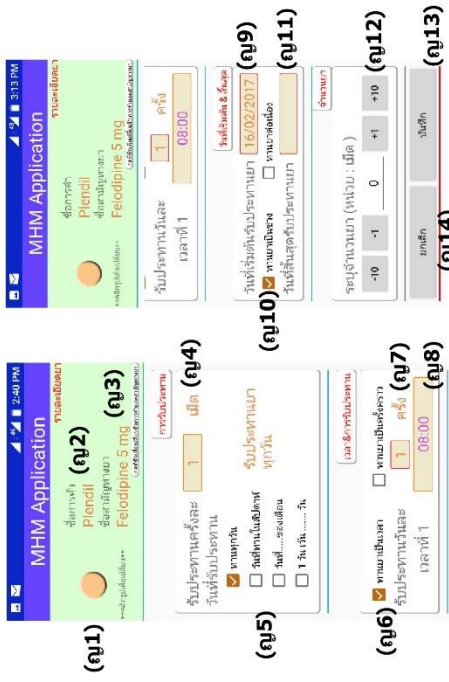 2:40 PM
MHM Application
รายละเอียดยา
ชื่อการค้า
Plendil
ชื่อสามัญทางยา
Felodipine 5 mg
(ญ1)
(ญ2)
(ญ3)
การรับประทาน
รับประทานครั้งละ 1 เม็ด
(ญ4)
วันที่รับประทาน
ทานทุกวัน
วันที่ทานในสัปดาห์
วันที่.....ของเดือน
1 วัน เว้น ....... วัน
รับประทานยา
ทุกวัน
(ญ5)
เวลา&การรับประทาน
ทานยาเป็นเวลา
ทานยาเป็นครั้งคราว
(ญ6)
รับประทานวันละ 1 ครั้ง
(ญ7)
เวลาที่ 1 08:00
(ญ8)
3:13 PM
MHM Application
รายละเอียดยา
ชื่อการค้า
Plendil
ชื่อสามัญทางยา
Felodipine 5 mg
รับประทานวันละ 1 ครั้ง
เวลาที่ 1 08:00
วันที่เริ่มต้น & สิ้นสุด
วันที่เริ่มต้นรับประทานยา 16/02/2017
(ญ9)
ทานยาเป็นช่วง
ทานยาต่อเนื่อง
(ญ10)
วันที่สิ้นสุดรับประทานยา
(ญ11)
จำนวนยา
ระบุจำนวนยา (หน่วย : เม็ด )
-10 -1 0 +1 +10
(ญ12)
ยกเลิก บันทึก
(ญ13)
(ญ14)